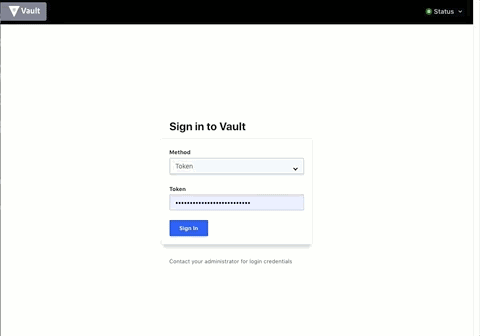 Vault
Status
Sign in to Vault
Method
Token
Token
••••••••••••••••••••••••••
Sign In
Contact your administrator for login credentials